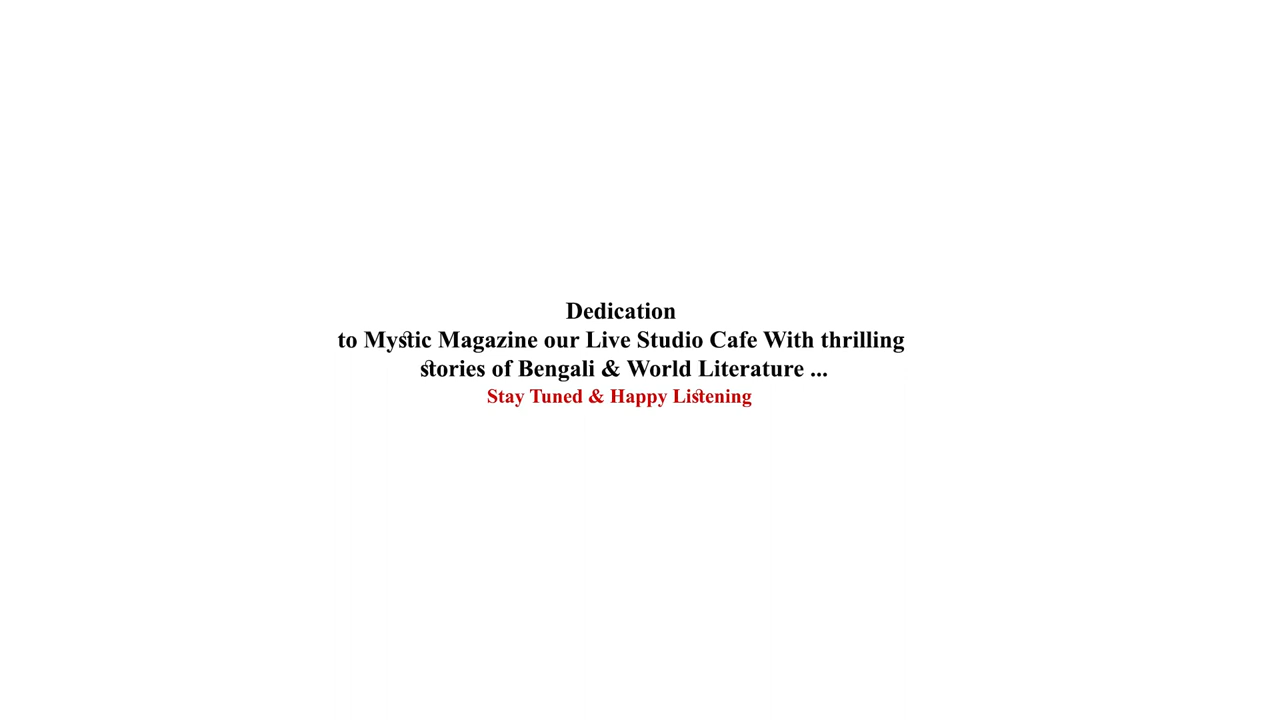 Dedication
to Mystic Magazine our Live Studio Cafe With thrilling
stories of Bengali & World Literature ...
Stay Tuned & Happy Listening